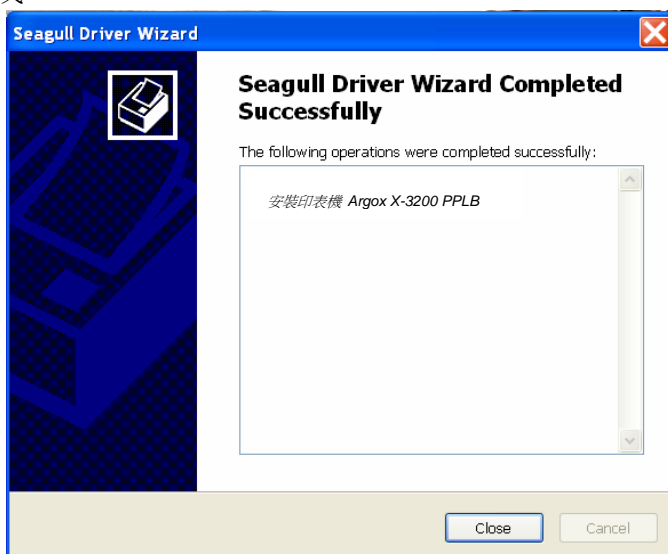 Seagull Driver Wizard
Seagull Driver Wizard Completed
Successfully
The following operations were completed successfully:
安裝印表機 Argox X-3200 PPLB
Close
Cancel